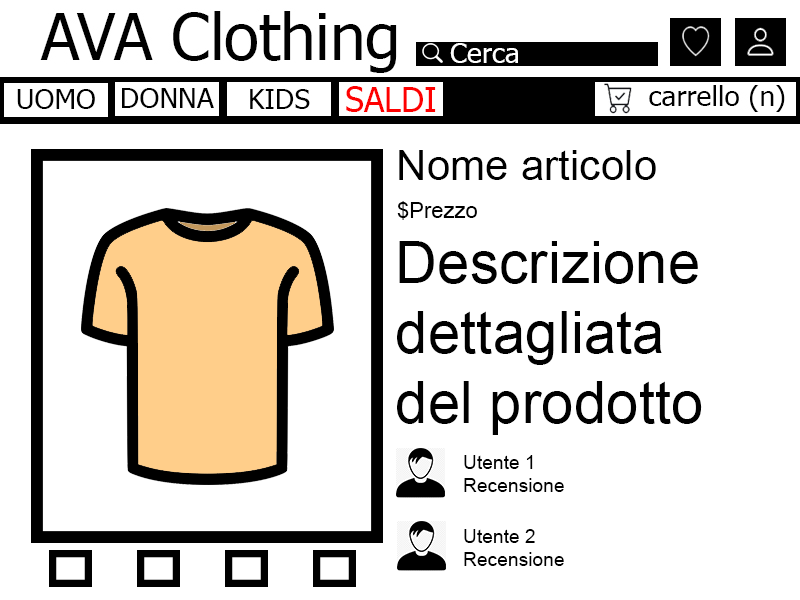 AVA Clothing
Cerca
UOMO
DONNA
KIDS
SALDI
carrello (n)
Nome articolo
$Prezzo
Descrizione
dettagliata
del prodotto
Utente 1
Recensione
Utente 2
Recensione